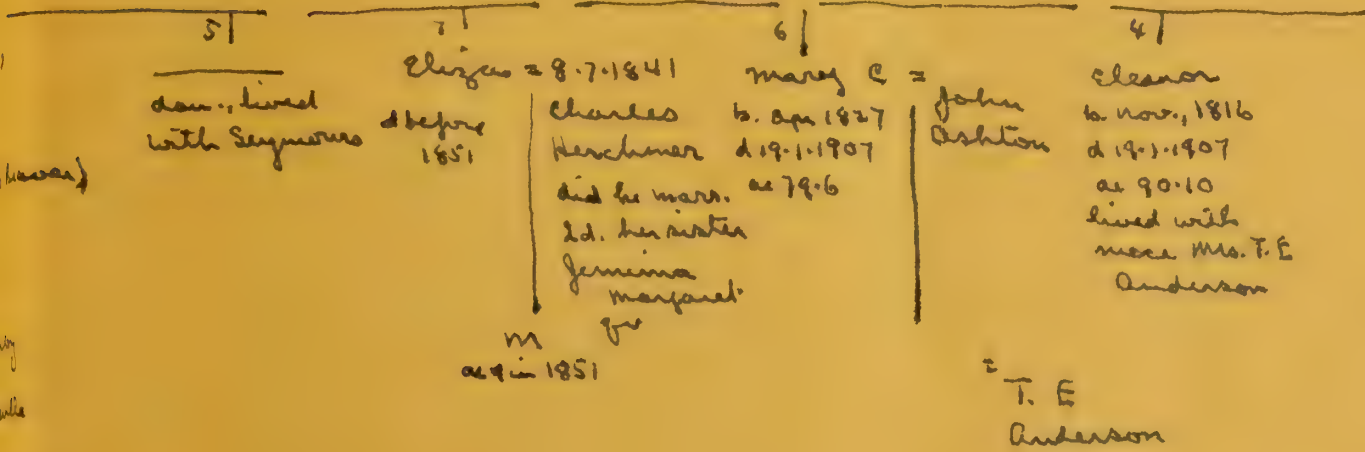 5
dau., lived
with Seymours
7
Eliza = 8.7.1841
d before
1851
Charles
Herchmer
did he marr.
2d. her sister
Jemima
Margaret
qv
M
ae 9 in 1851
6
Mary C =
b. Apr 1827
d 19.1.1907
ae 79.6
John
Ashton
4
Eleanor
b. Nov., 1816
d 19.1.1907
ae 90.10
lived with
niece Mrs. T. E
Anderson
= T. E
Anderson